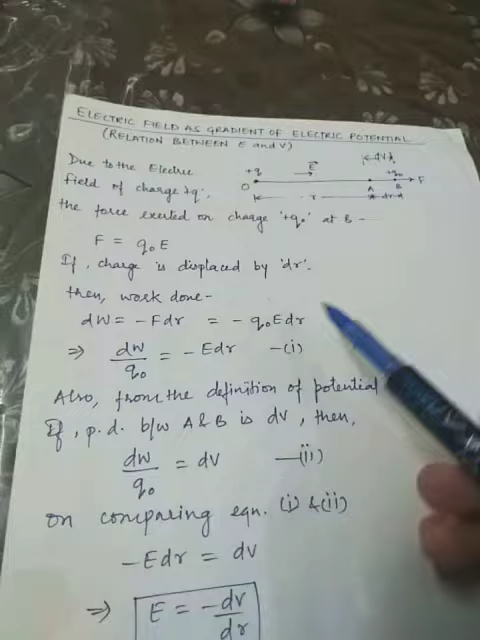 ELECTRIC FIELD AS GRADIENT OF ELECTRIC POTENTIAL
(RELATION BETWEEN E and V)
Due to the Electric
field of charge +q,
the force exerted on charge '+q₀' at B -
+q E +q₀
O A B F
r dr
F = q₀E
If, charge is displaced by 'dr'.
then, work done-
dW = -Fdr = -q₀Edr
⇒ dW/q₀ = -Edr -(i)
Also, from the definition of potential
If, p.d. b/w A & B is dV, then,
dW/q₀ = dV -(ii)
on comparing eqn. (i) & (ii)
-Edr = dV
⇒ E = -dV/dr